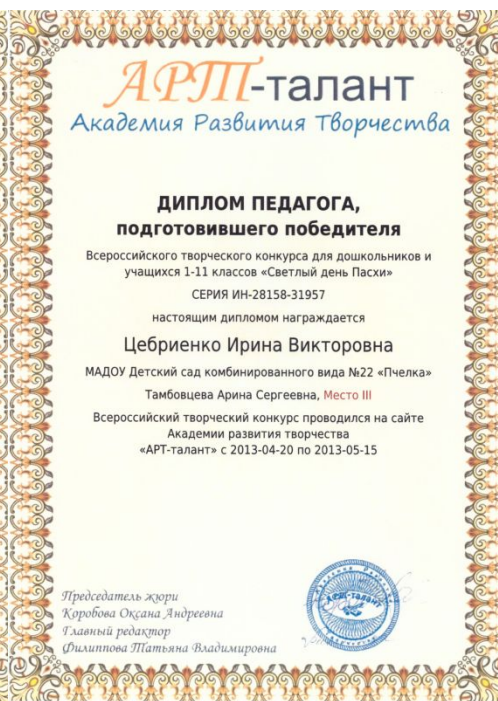 АРТ-талант
Академия Развития Творчества
ДИПЛОМ ПЕДАГОГА,
подготовившего победителя
Всероссийского творческого конкурса для дошкольников и
учащихся 1-11 классов «Светлый день Пасхи»
СЕРИЯ ИН-28158-31957
настоящим дипломом награждается
Цебриенко Ирина Викторовна
МАДОУ Детский сад комбинированного вида №22 «Пчелка»
Тамбовцева Арина Сергеевна, Место III
Всероссийский творческий конкурс проводился на сайте
Академии развития творчества
«АРТ-талант» с 2013-04-20 по 2013-05-15
Председатель жюри
Коробова Оксана Андреевна
Главный редактор
Филиппова Татьяна Владимировна
АРТ-талант